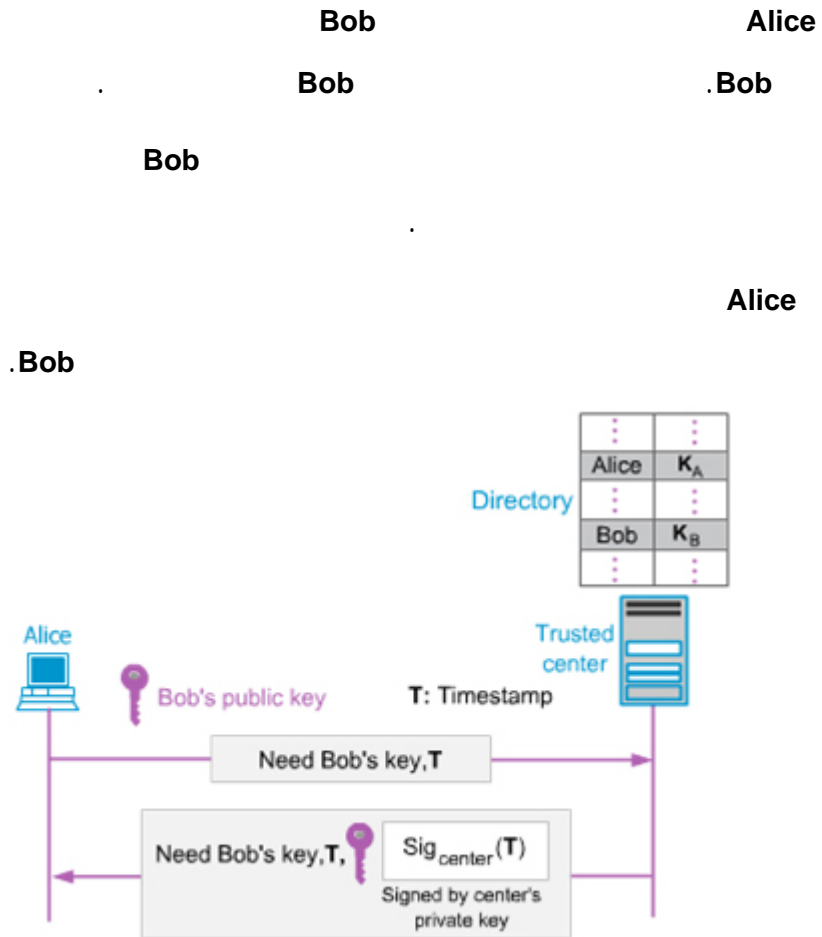 Alice Bob
.Bob Bob .
Bob
.
Alice
.Bob
Alice K_A
Directory
Bob K_B
Alice
Trusted center
Bob's public key
T: Timestamp
Need Bob's key,T
Need Bob's key,T, Sig_center(T)
Signed by center's
private key